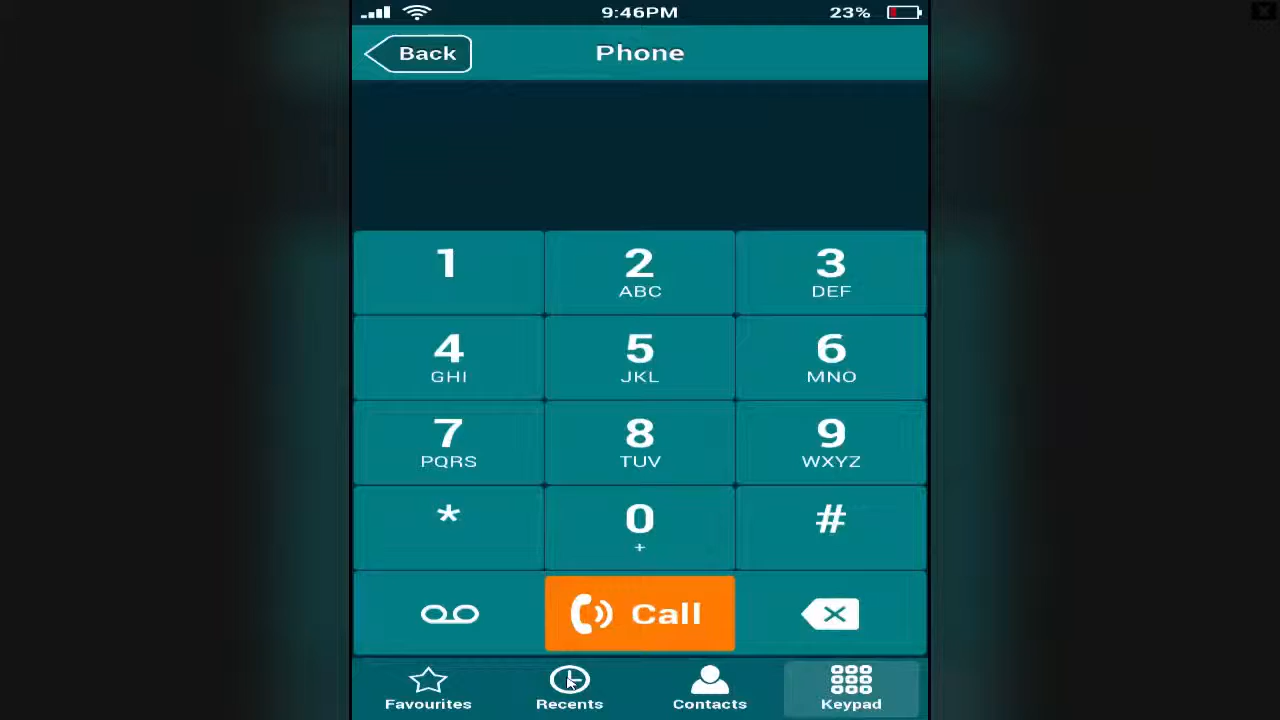 9:46PM 23%
Back Phone
1 2 3
ABC DEF
4 5 6
GHI JKL MNO
7 8 9
PQRS TUV WXYZ
* 0 #
+
Call
Favourites Recents Contacts Keypad